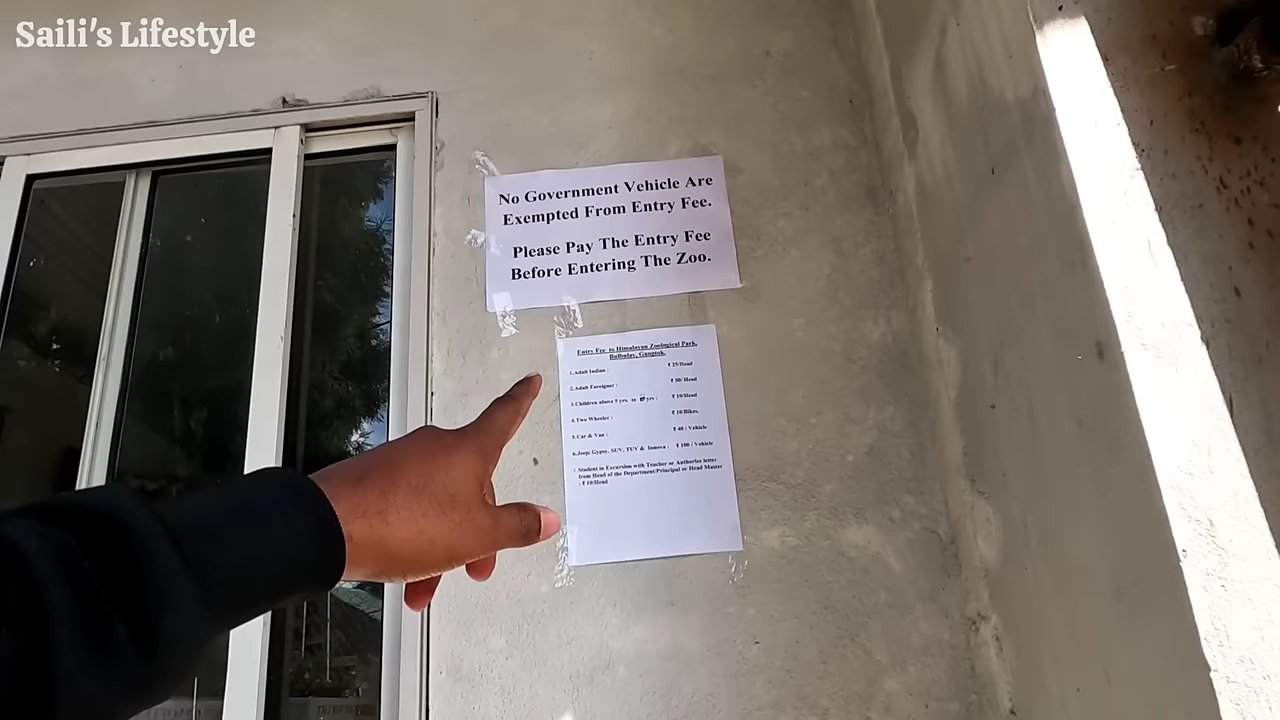 Saili's Lifestyle
No Government Vehicle Are
Exempted From Entry Fee.
Please Pay The Entry Fee
Before Entering The Zoo.
Entry Fee to Himalayan Zoological Park,
Bulbulay, Gangtok.
1.Adult Indian : ₹ 25/Head
2.Adult Foreigner : ₹ 50/ Head
3.Children above 5 yrs. to yrs : ₹ 10/Head
4.Two Wheeler : ₹ 10/Bikes.
5.Car & Van : ₹ 40 / Vehicle
6.Jeep; Gypsy, SUV, TUV & Innova : ₹ 100 / Vehicle
7 Student in Excursion with Teacher or Authories letter
from Head of the Department/Principal or Head Master
: ₹ 10/Head